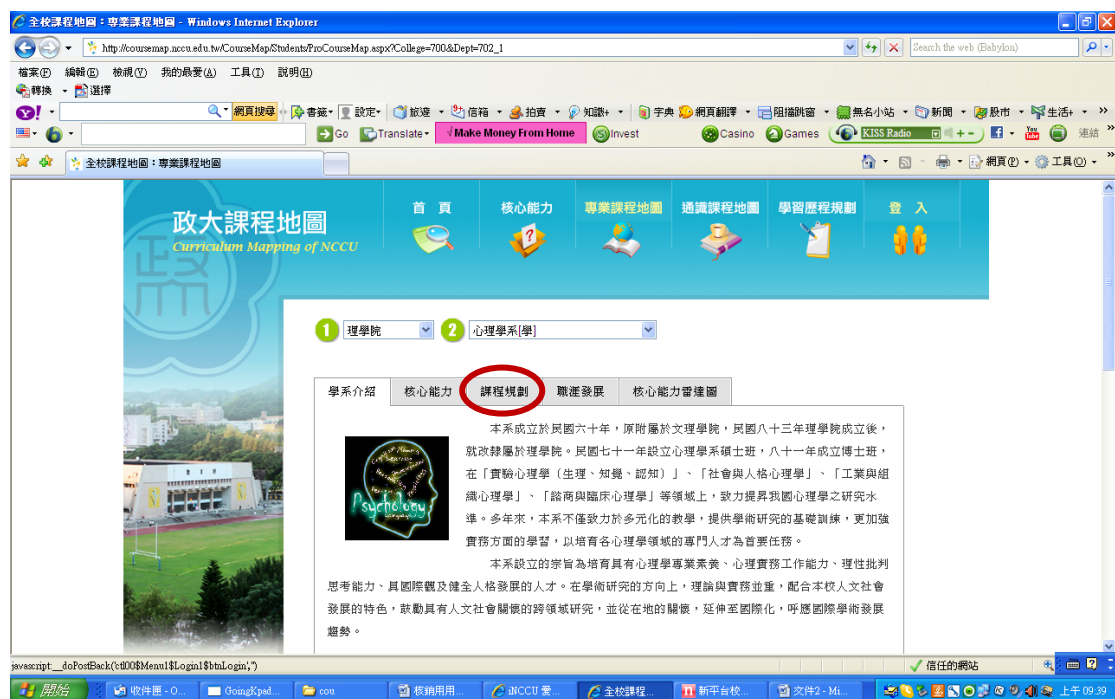 全校課程地圖：專業課程地圖 - Windows Internet Explorer
http://coursemap.nccu.edu.tw/CourseMap/Students/ProCourseMap.aspx?College=700&Dept=702_1
Search the web (Babylon)
檔案(F) 編輯(E) 檢視(V) 我的最愛(A) 工具(T) 說明(H)
轉換 選擇
網頁搜尋 書籤 設定 旅遊 信箱 拍賣 知識+ 字典 網頁翻譯 阻擋跳窗 無名小站 新聞 股市 生活+
Go Translate √Make Money From Home Invest Casino Games KISS Radio 連結
全校課程地圖：專業課程地圖
網頁(P) 工具(O)
政大課程地圖
Curriculum Mapping of NCCU
首 頁 核心能力 專業課程地圖 通識課程地圖 學習歷程規劃 登 入
1 理學院 2 心理學系[學]
學系介紹 核心能力 課程規劃 職涯發展 核心能力雷達圖
Psychology
本系成立於民國六十年，原附屬於文理學院，民國八十三年理學院成立後，
就改隸屬於理學院。民國七十一年設立心理學系碩士班，八十一年成立博士班，
在「實驗心理學（生理、知覺、認知）」、「社會與人格心理學」、「工業與組
織心理學」、「諮商與臨床心理學」等領域上，致力提昇我國心理學之研究水
準。多年來，本系不僅致力於多元化的教學，提供學術研究的基礎訓練，更加強
實務方面的學習，以培育各心理學領域的專門人才為首要任務。
本系設立的宗旨為培育具有心理學專業素養、心理實務工作能力、理性批判
思考能力、具國際觀及健全人格發展的人才。在學術研究的方向上，理論與實務並重，配合本校人文社會
發展的特色，鼓勵具有人文社會關懷的跨領域研究，並從在地的關懷，延伸至國際化，呼應國際學術發展
趨勢。
javascript:__doPostBack('ctl00$Menu1$Login1$btnLogin','')
信任的網站
開始 收件匣 - O... GoingKpad... cou 核銷用用... iNCCU 愛... 全校課程... 新平台校... 文件2 - Mi... 上午 09:39